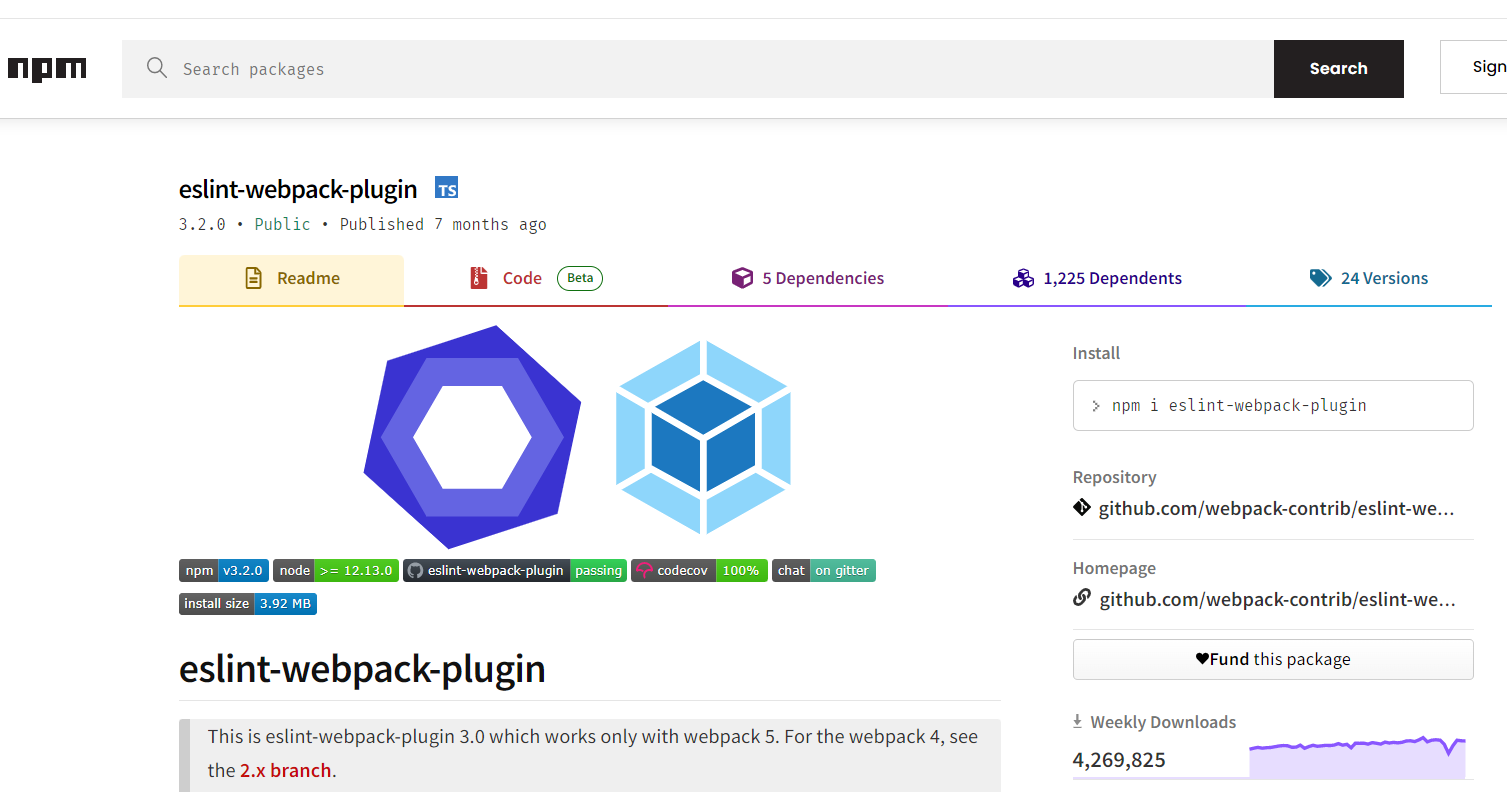 npm
Search packages
Search
Sign
eslint-webpack-plugin TS
3.2.0 • Public • Published 7 months ago
Readme
Code Beta
5 Dependencies
1,225 Dependents
24 Versions
npm v3.2.0 node >= 12.13.0 eslint-webpack-plugin passing codecov 100% chat on gitter
install size 3.92 MB
eslint-webpack-plugin
This is eslint-webpack-plugin 3.0 which works only with webpack 5. For the webpack 4, see
the 2.x branch.
Install
> npm i eslint-webpack-plugin
Repository
github.com/webpack-contrib/eslint-we...
Homepage
github.com/webpack-contrib/eslint-we...
♥Fund this package
Weekly Downloads
4,269,825